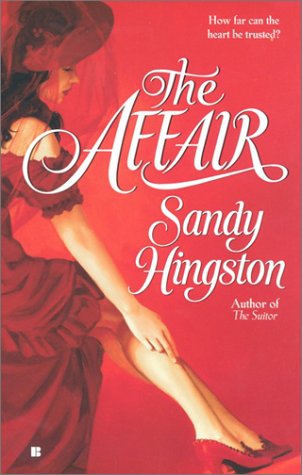 How far can the
heart be trusted?
The
AFFAIR
Sandy
Hingston
Author of
The Suitor
B